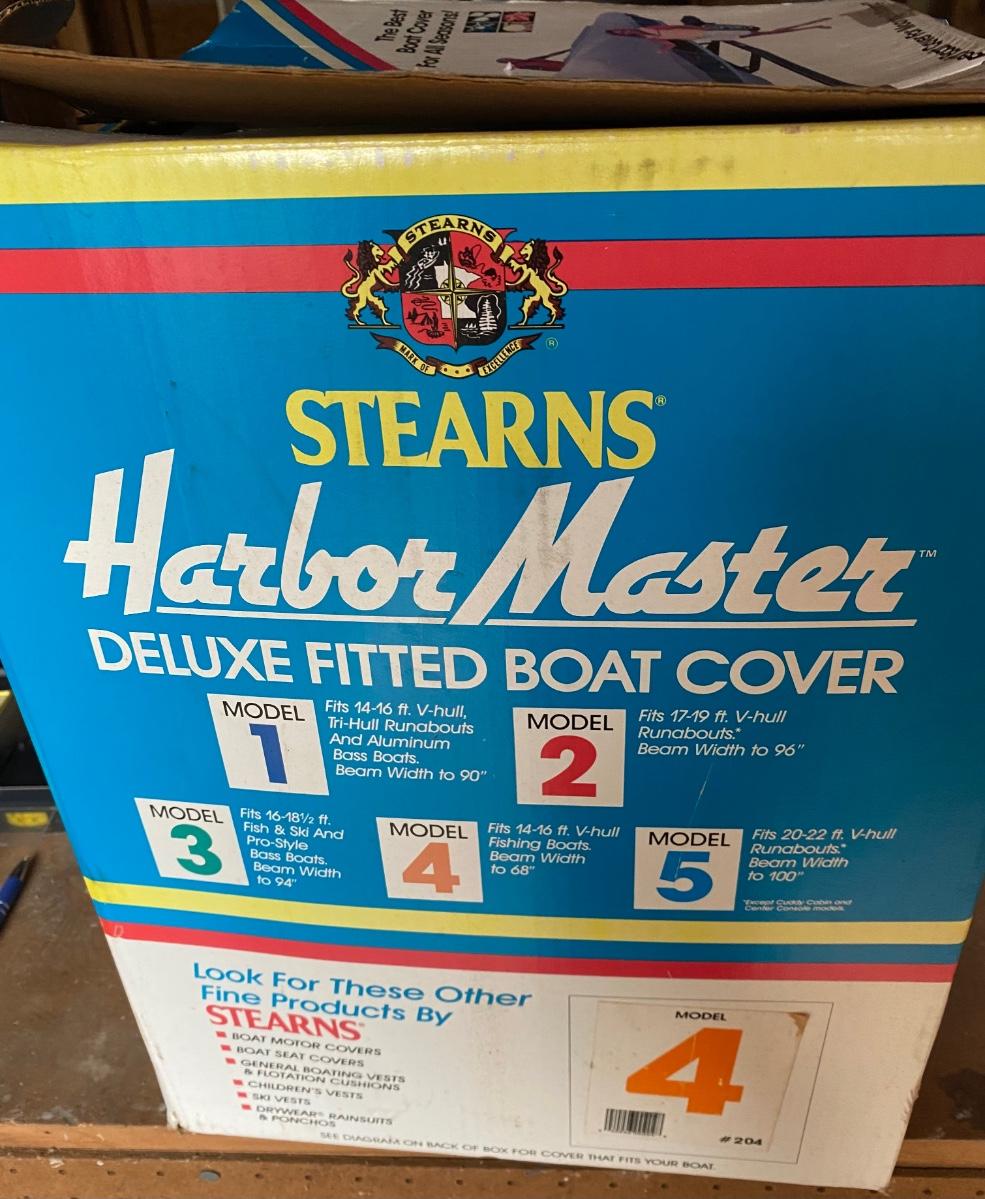 The Best
Boat Cover
For All Seasons!
STEARNS
MARK OF EXCELLENCE
®
STEARNS®
Harbor Master™
DELUXE FITTED BOAT COVER
MODEL
1
Fits 14-16 ft. V-hull,
Tri-Hull Runabouts
And Aluminum
Bass Boats.
Beam Width to 90"
MODEL
2
Fits 17-19 ft. V-hull
Runabouts.*
Beam Width to 96"
MODEL
3
Fits 16-18½ ft.
Fish & Ski And
Pro-Style
Bass Boats.
Beam Width
to 94"
MODEL
4
Fits 14-16 ft. V-hull
Fishing Boats.
Beam Width
to 68"
MODEL
5
Fits 20-22 ft. V-hull
Runabouts.*
Beam Width
to 100"
*Except Cuddy Cabin and
Center Console models.
Look For These Other
Fine Products By
STEARNS®
BOAT MOTOR COVERS
BOAT SEAT COVERS
GENERAL BOATING VESTS
& FLOTATION CUSHIONS
CHILDREN'S VESTS
SKI VESTS
DRYWEAR® RAINSUITS
& PONCHOS
MODEL
4
#204
SEE DIAGRAM ON BACK OF BOX FOR COVER THAT FITS YOUR BOAT.